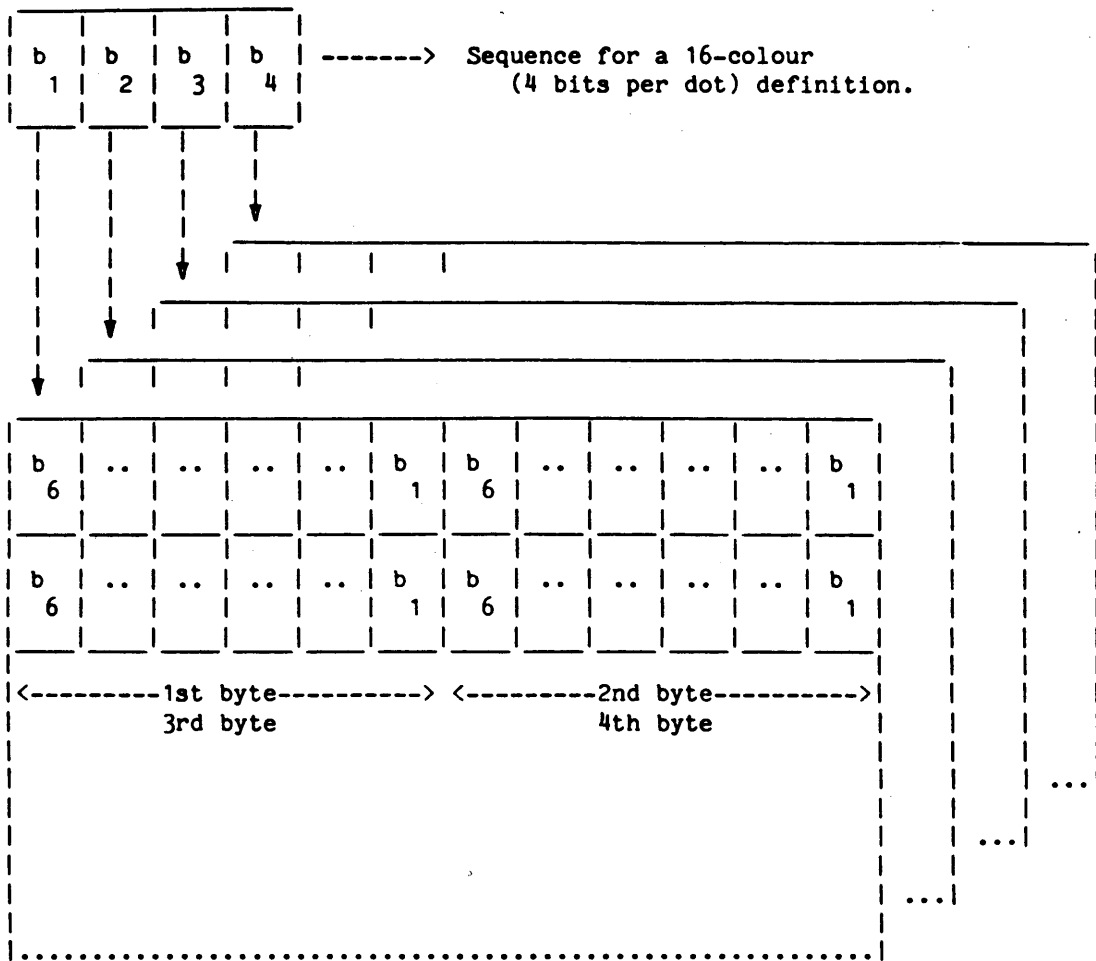 b b b b -------> Sequence for a 16-colour
1 2 3 4 (4 bits per dot) definition.
b .. .. .. .. b b .. .. .. .. b
6 1 6 1
b .. .. .. .. b b .. .. .. .. b
6 1 6 1
<---------1st byte----------> <---------2nd byte---------->
3rd byte 4th byte
...
...
...